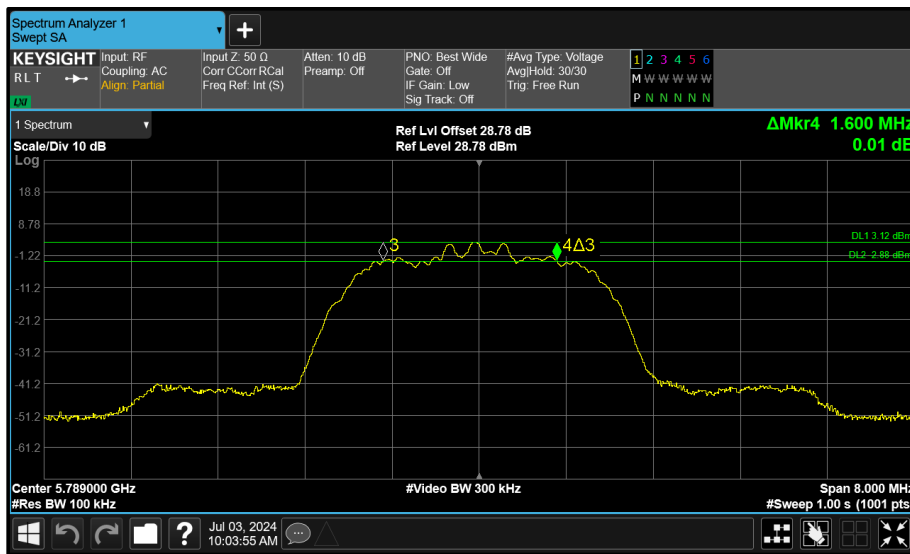 Spectrum Analyzer 1
Swept SA
KEYSIGHT
R L T
LXI
Input: RF
Coupling: AC
Align: Partial
Input Z: 50 Ω
Corr CCorr RCal
Freq Ref: Int (S)
Atten: 10 dB
Preamp: Off
PNO: Best Wide
Gate: Off
IF Gain: Low
Sig Track: Off
#Avg Type: Voltage
Avg|Hold: 30/30
Trig: Free Run
1 2 3 4 5 6
M W W W W W
P N N N N N
1 Spectrum
Scale/Div 10 dB
Log
Ref Lvl Offset 28.78 dB
Ref Level 28.78 dBm
ΔMkr4 1.600 MHz
0.01 dB
18.8
8.78
-1.22
-11.2
-21.2
-31.2
-41.2
-51.2
-61.2
3
4Δ3
DL1 3.12 dBm
DL2 -2.88 dBm
Center 5.789000 GHz
#Res BW 100 kHz
#Video BW 300 kHz
Span 8.000 MHz
#Sweep 1.00 s (1001 pts)
?
Jul 03, 2024
10:03:55 AM